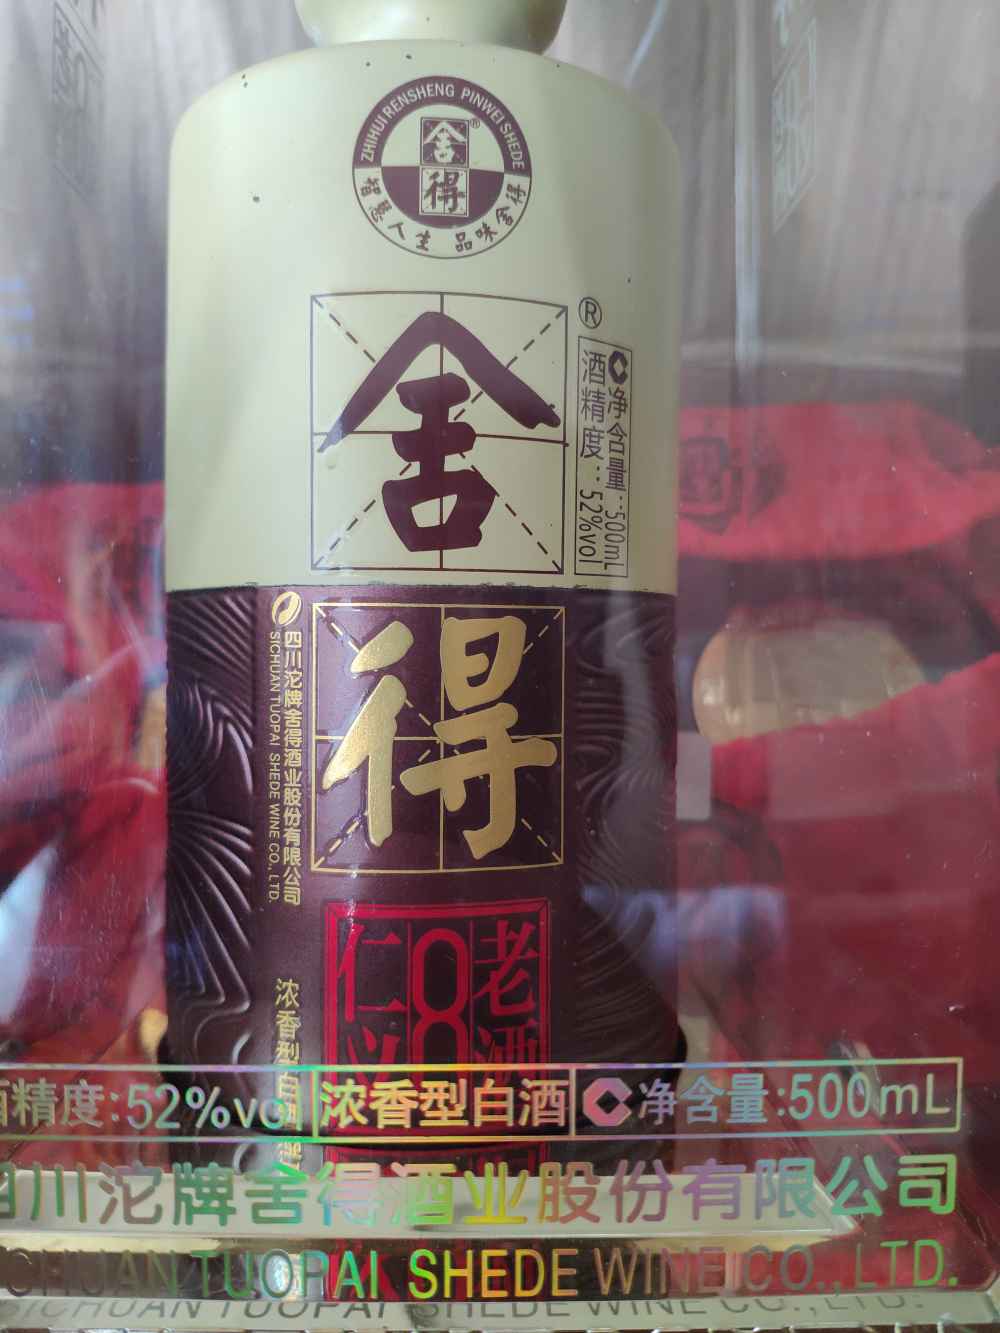 ZHIHUI RENSHENG PINWEI SHEDE
舍得®
智慧人生 品味舍得
舍
®
净含量:500mL
酒精度:52%vol
得
四川沱牌舍得酒业股份有限公司
SICHUAN TUOPAI SHEDE WINE CO., LTD.
老酒
8
仁义
浓香型白酒
酒精度:52%vol
浓香型白酒
净含量:500mL
四川沱牌舍得酒业股份有限公司
SICHUAN TUOPAI SHEDE WINE CO., LTD.